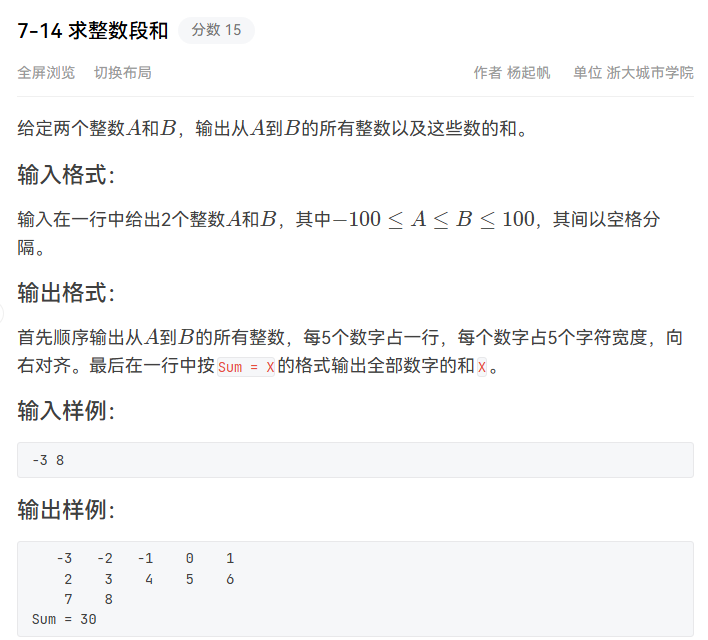 7-14 求整数段和 分数 15
全屏浏览 切换布局 作者 杨起帆 单位 浙大城市学院
给定两个整数A和B，输出从A到B的所有整数以及这些数的和。
输入格式：
输入在一行中给出2个整数A和B，其中−100 ≤ A ≤ B ≤ 100，其间以空格分
隔。
输出格式：
首先顺序输出从A到B的所有整数，每5个数字占一行，每个数字占5个字符宽度，向
右对齐。最后在一行中按Sum = X的格式输出全部数字的和X。
输入样例：
-3 8
输出样例：
   -3   -2   -1    0    1
    2    3    4    5    6
    7    8
Sum = 30